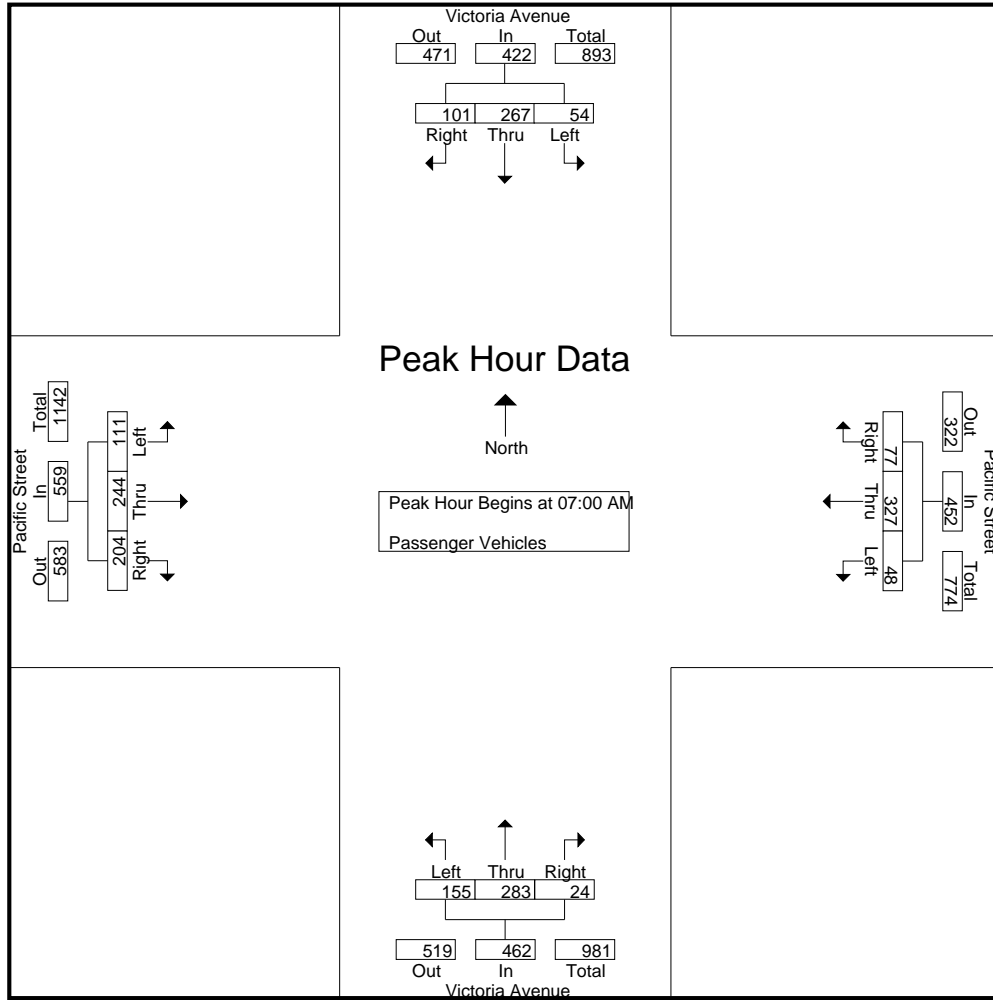 Victoria Avenue
Out In Total
471 422 893
101 267 54
Right Thru Left
Peak Hour Data
North
Peak Hour Begins at 07:00 AM
Passenger Vehicles
Pacific Street
Total In Out
1142 559 583
111 244 204
Left Thru Right
Pacific Street
Out In Total
322 452 774
77 327 48
Right Thru Left
Left Thru Right
155 283 24
519 462 981
Out In Total
Victoria Avenue